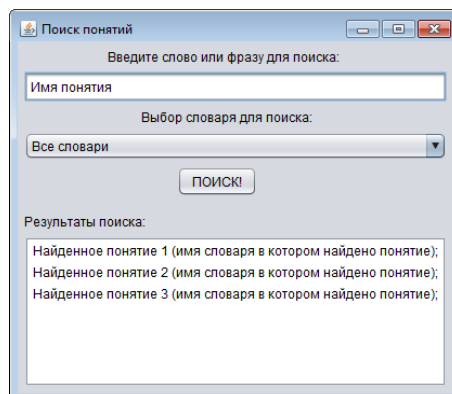 Поиск понятий
Введите слово или фразу для поиска:
Имя понятия
Выбор словаря для поиска:
Все словари
ПОИСК!
Результаты поиска:
Найденное понятие 1 (имя словаря в котором найдено понятие);
Найденное понятие 2 (имя словаря в котором найдено понятие);
Найденное понятие 3 (имя словаря в котором найдено понятие);